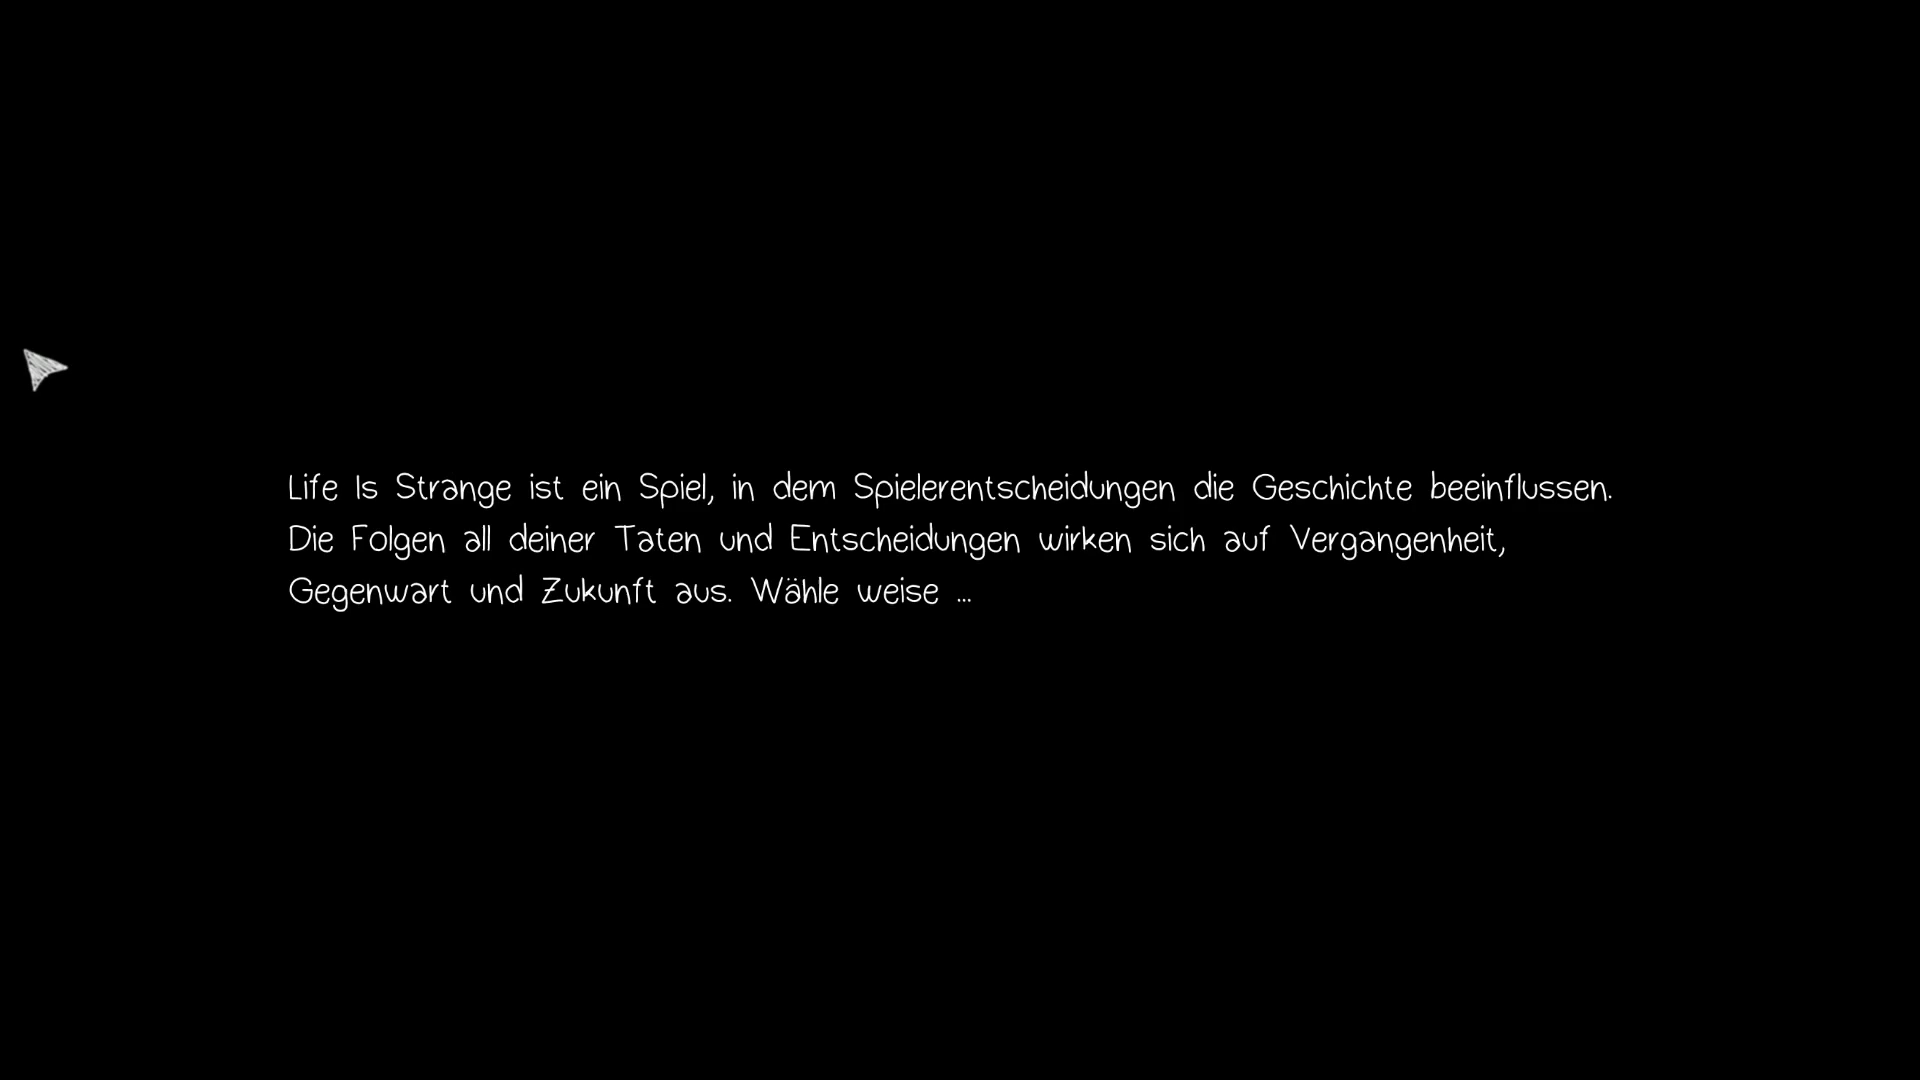 Life Is Strange ist ein Spiel, in dem Spielerentscheidungen die Geschichte beeinflussen.
Die Folgen all deiner Taten und Entscheidungen wirken sich auf Vergangenheit,
Gegenwart und Zukunft aus. Wähle weise ...